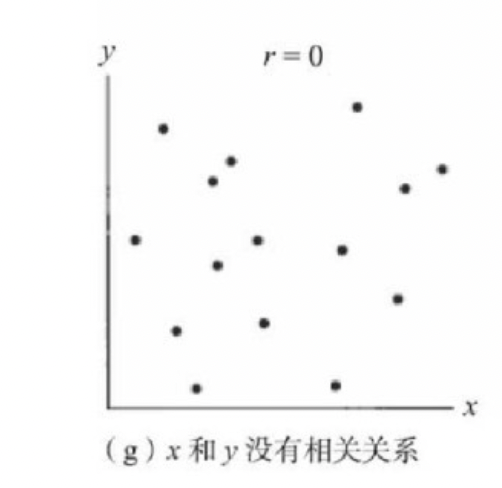 y
r = 0
x
(g) x 和 y 没有相关关系